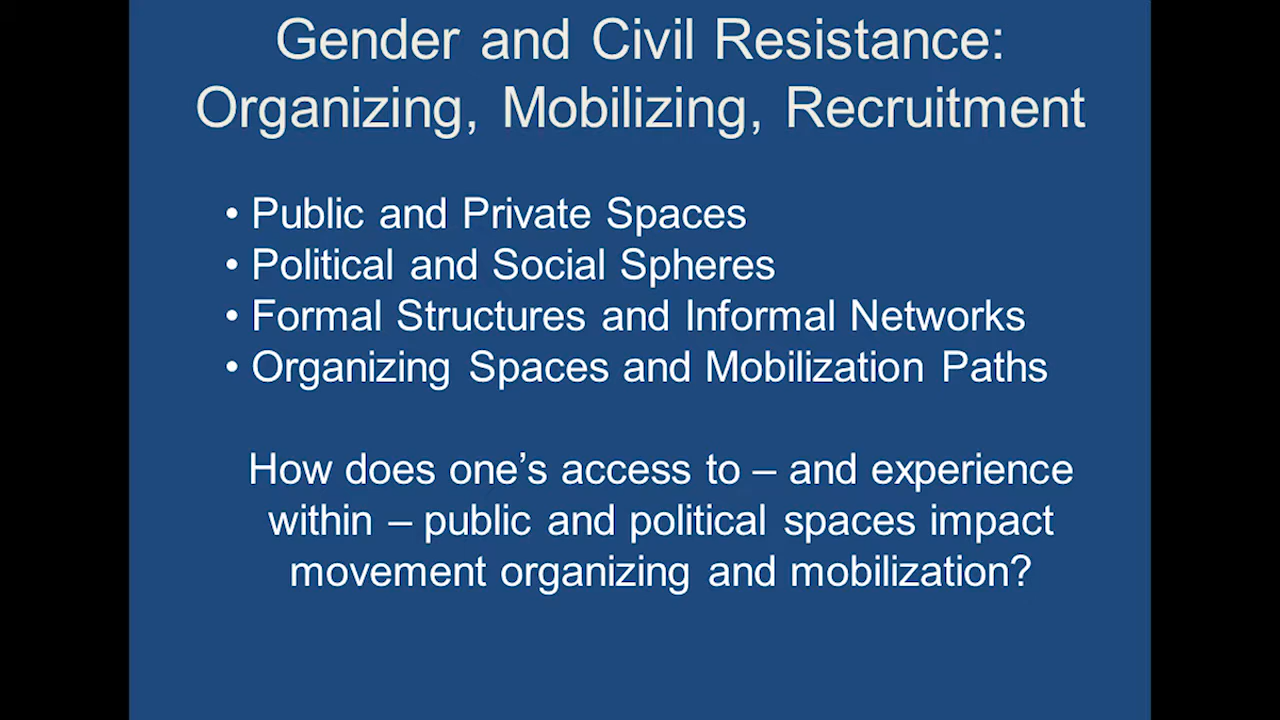 Gender and Civil Resistance:
Organizing, Mobilizing, Recruitment
• Public and Private Spaces
• Political and Social Spheres
• Formal Structures and Informal Networks
• Organizing Spaces and Mobilization Paths
How does one’s access to – and experience
within – public and political spaces impact
movement organizing and mobilization?